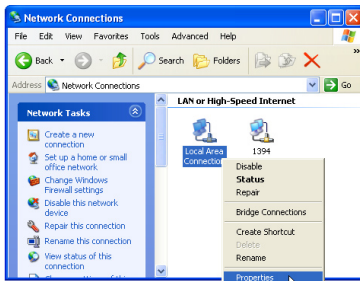 Network Connections
File Edit View Favorites Tools Advanced Help
Back Search Folders
Address Network Connections Go
Network Tasks
Create a new
connection
Set up a home or small
office network
Change Windows
Firewall settings
Disable this network
device
Repair this connection
Rename this connection
View status of this
connection
LAN or High-Speed Internet
Local Area
Connection
1394
Disable
Status
Repair
Bridge Connections
Create Shortcut
Delete
Rename
Properties